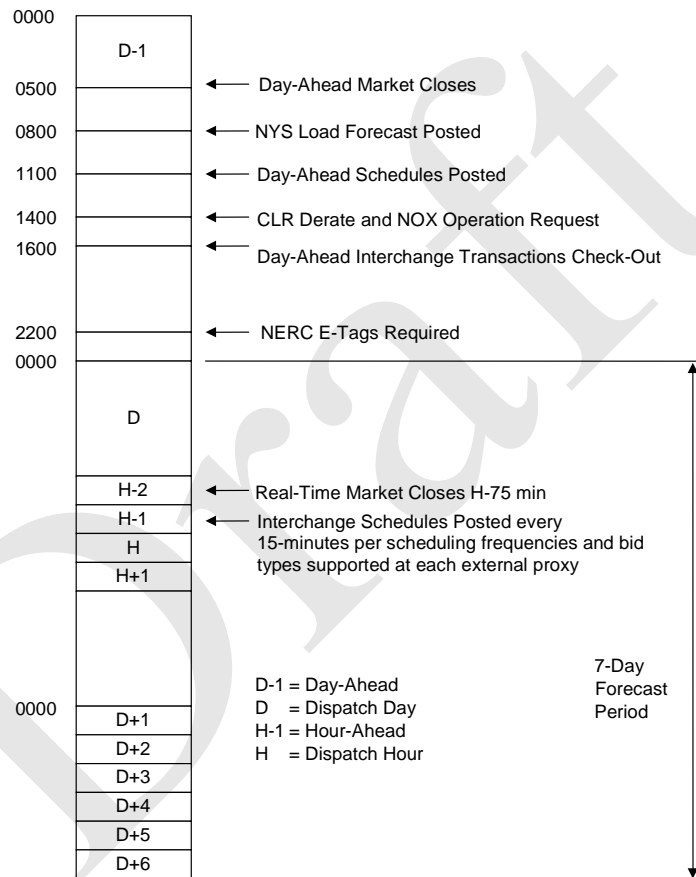 0000
D-1
0500
Day-Ahead Market Closes
0800
NYS Load Forecast Posted
1100
Day-Ahead Schedules Posted
1400
CLR Derate and NOX Operation Request
1600
Day-Ahead Interchange Transactions Check-Out
2200
NERC E-Tags Required
0000
D
H-2
Real-Time Market Closes H-75 min
H-1
Interchange Schedules Posted every
15-minutes per scheduling frequencies and bid
types supported at each external proxy
H
H+1
7-Day
Forecast
Period
D-1 = Day-Ahead
D = Dispatch Day
H-1 = Hour-Ahead
H = Dispatch Hour
0000
D+1
D+2
D+3
D+4
D+5
D+6
Draft